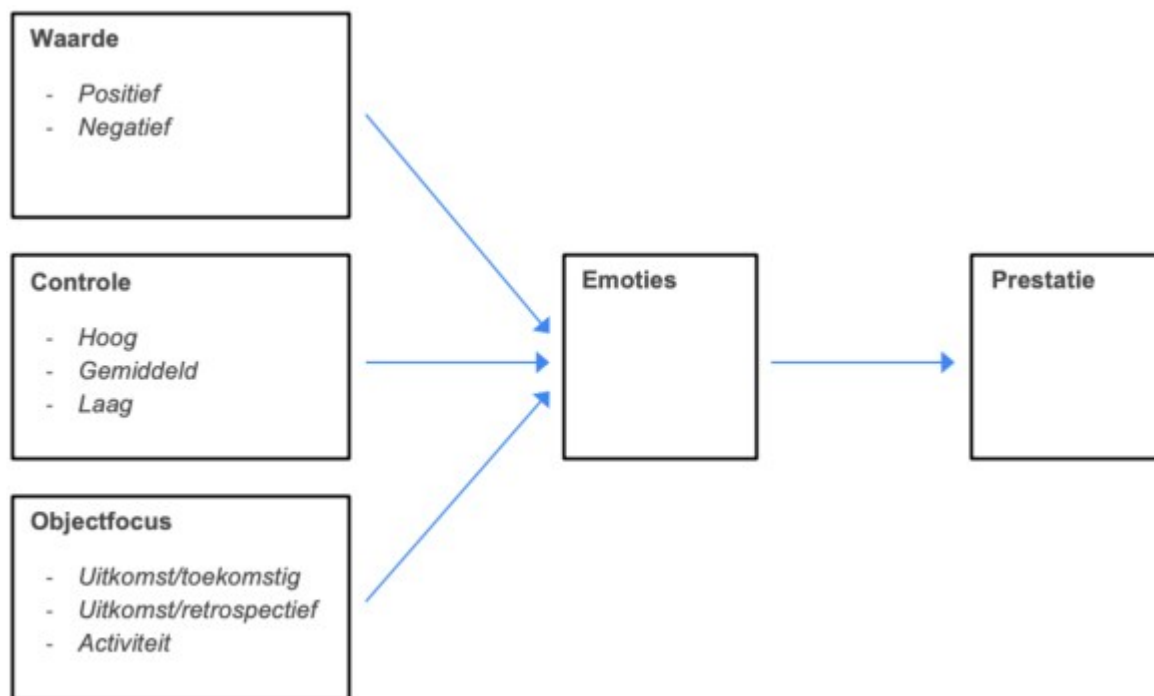 Waarde
- Positief
- Negatief
Controle
- Hoog
- Gemiddeld
- Laag
Objectfocus
- Uitkomst/toekomstig
- Uitkomst/retrospectief
- Activiteit
Emoties
Prestatie